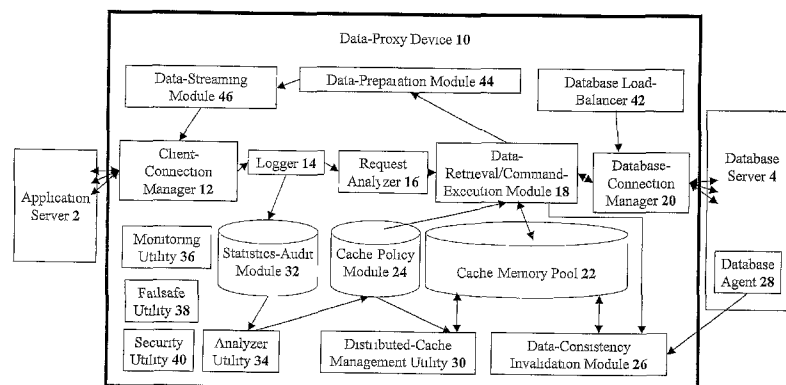 Data-Proxy Device 10
Data-Streaming
Module 46
Data-Preparation Module 44
Database Load-
Balancer 42
Application
Server 2
Client-
Connection
Manager 12
Logger 14
Request
Analyzer 16
Data-
Retrieval/Command-
Execution Module 18
Database-
Connection
Manager 20
Database
Server 4
Monitoring
Utility 36
Statistics-Audit
Module 32
Cache Policy
Module 24
Cache Memory Pool 22
Database
Agent 28
Failsafe
Utility 38
Security
Utility 40
Analyzer
Utility 34
Distributed-Cache
Management Utility 30
Data-Consistency
Invalidation Module 26